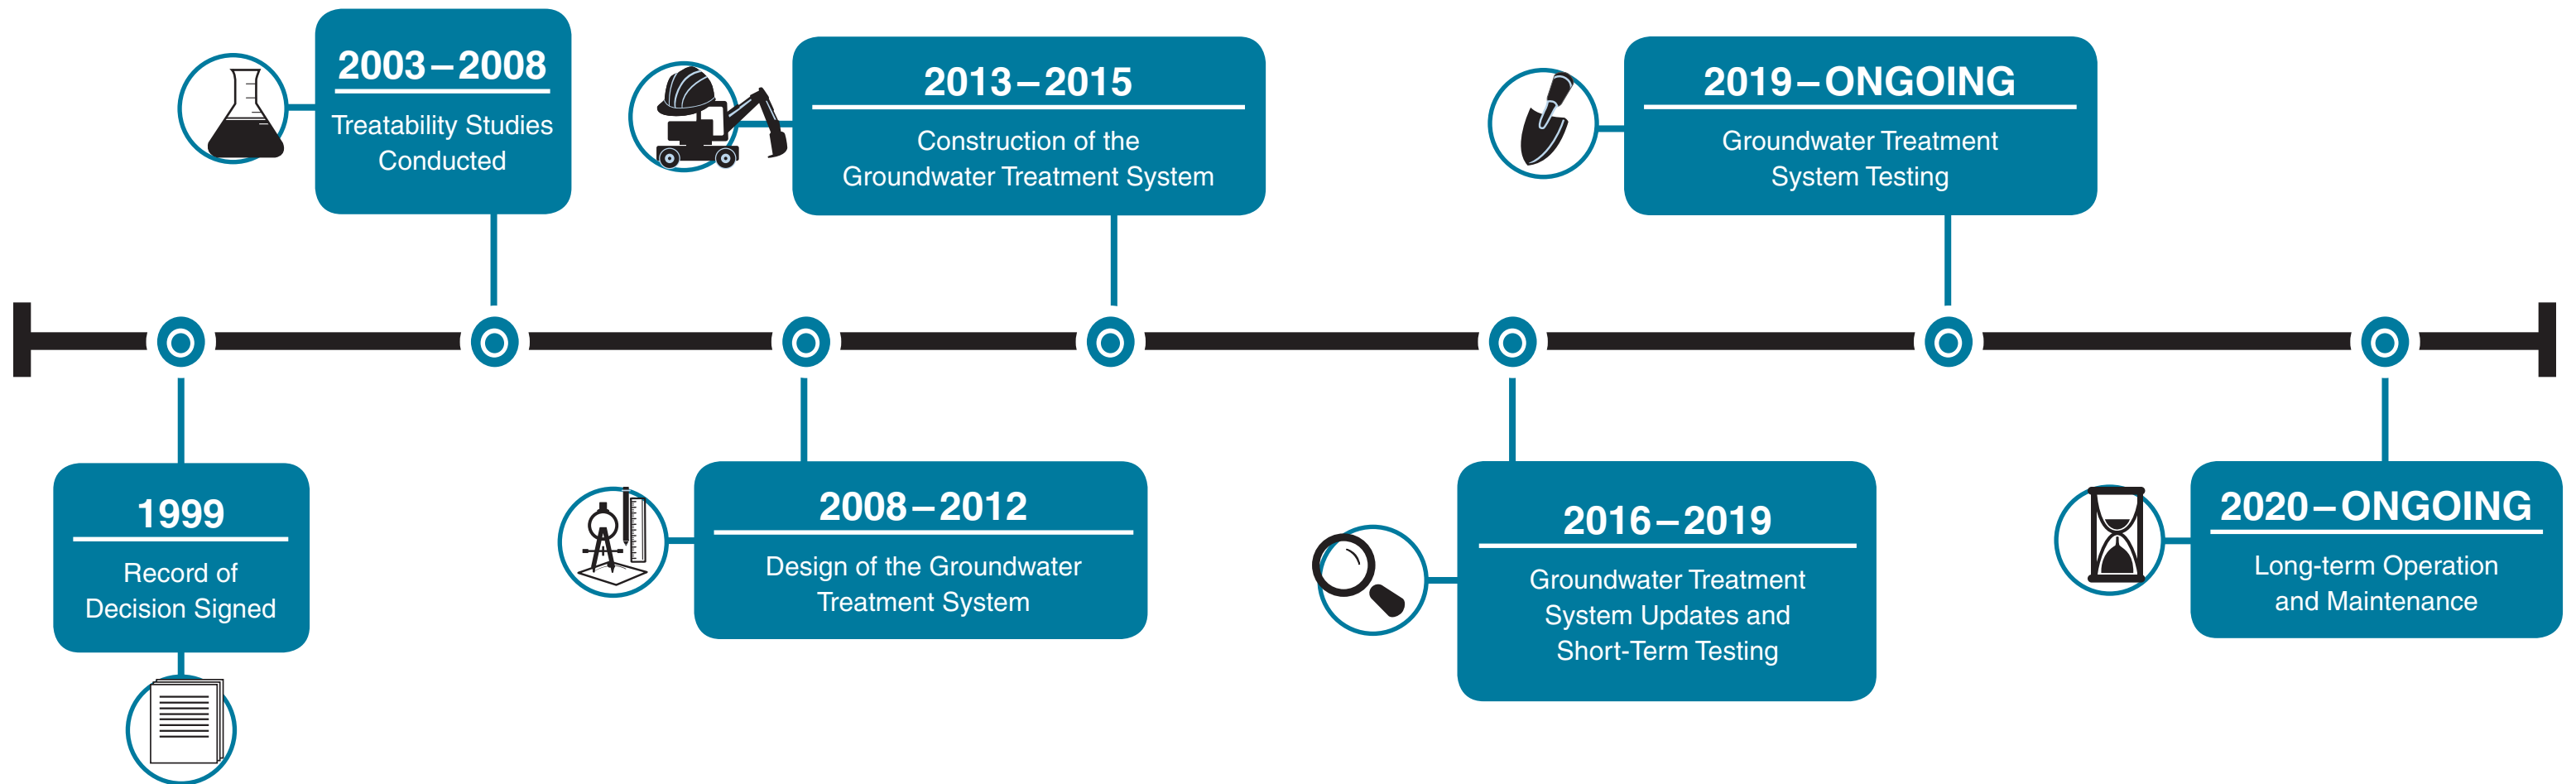 1999
Record of
Decision Signed
2003–2008
Treatability Studies
Conducted
2008–2012
Design of the Groundwater
Treatment System
2013–2015
Construction of the
Groundwater Treatment System
2016–2019
Groundwater Treatment
System Updates and
Short-Term Testing
2019–ONGOING
Groundwater Treatment
System Testing
2020–ONGOING
Long-term Operation
and Maintenance